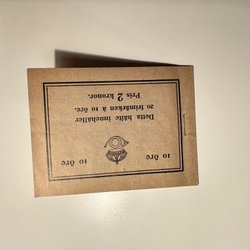 10 öre 10 öre
Detta häfte innehåller
20 frimärken à 10 öre.
Pris 2 kronor.